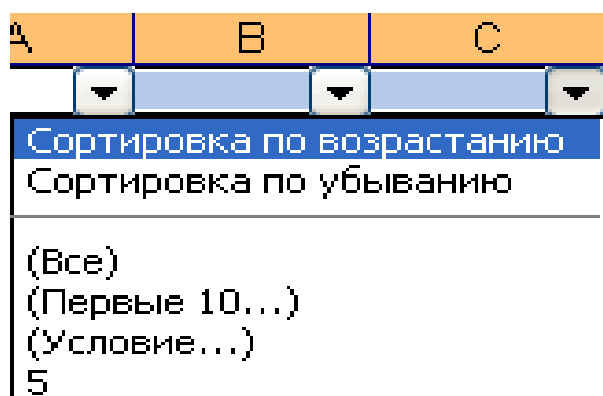 A B C
Сортировка по возрастанию
Сортировка по убыванию
(Все)
(Первые 10...)
(Условие...)
5